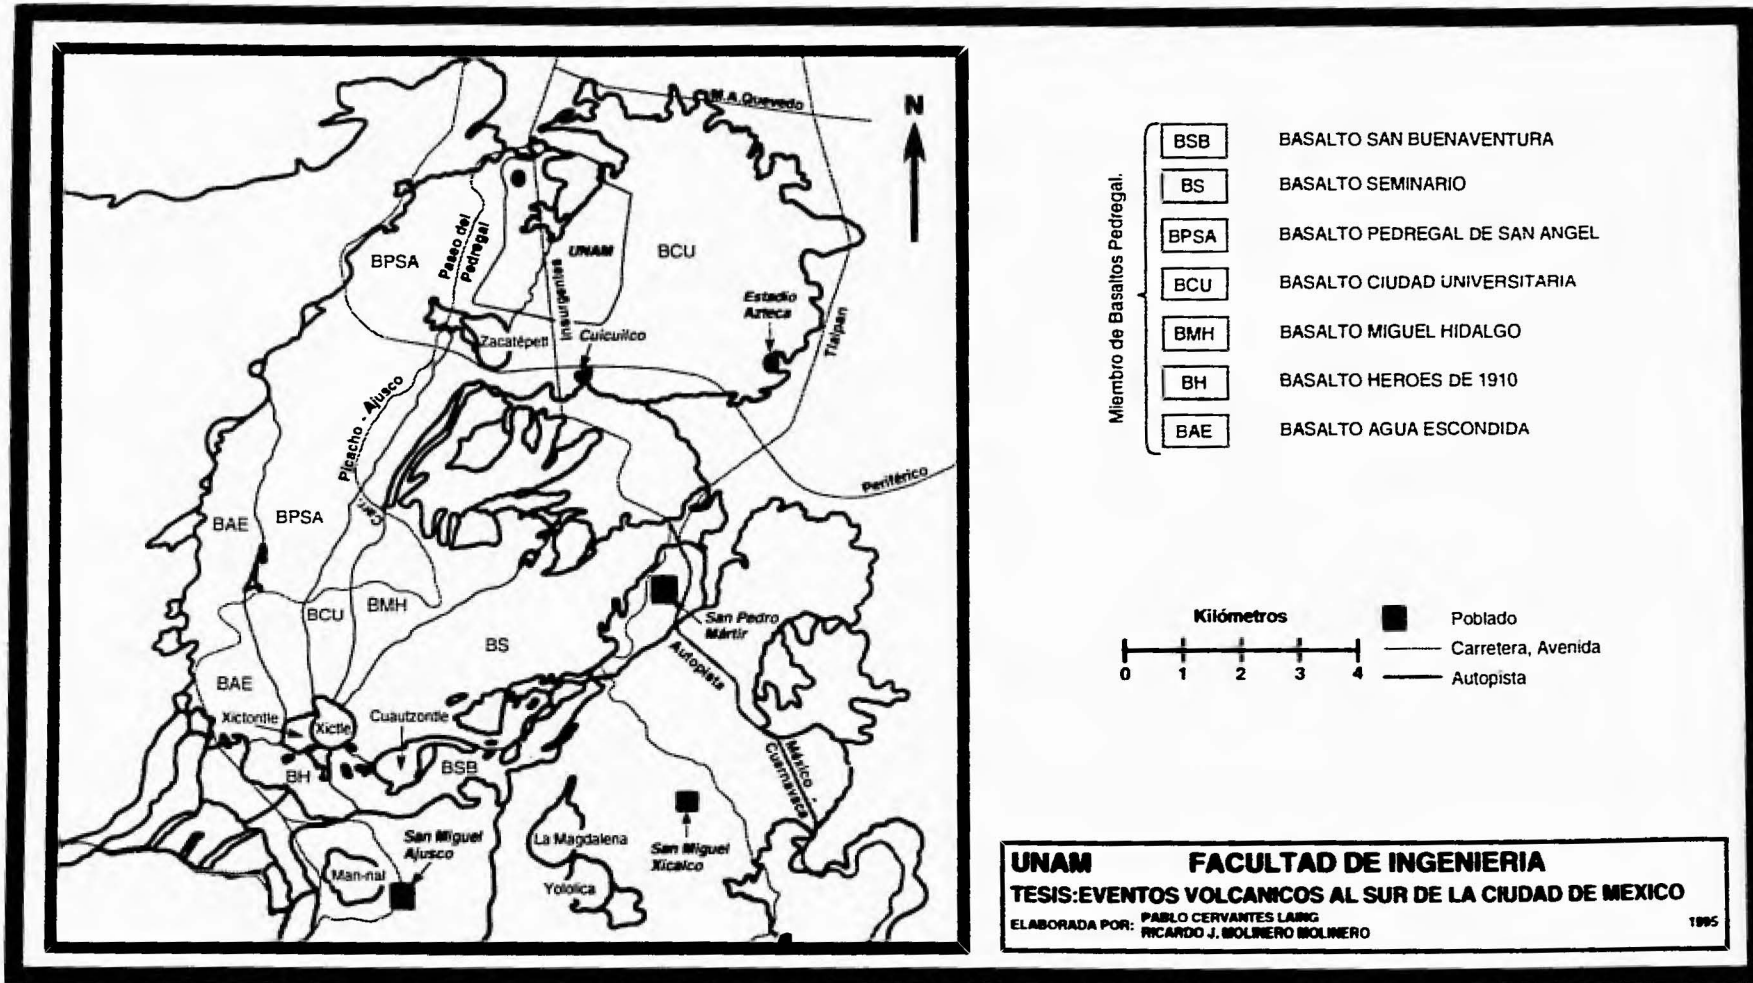 M.A.Quevedo
N
BPSA
Paseo del
Pedregal
UNAM
BCU
Insurgentes
Estadio
Azteca
Tlalpan
Zacatépetl
Cuicuilco
Picacho - Ajusco
Carr.
Periférico
BAE
BPSA
BCU
BMH
BS
San Pedro
Mártir
Autopista
BAE
Xictontle
Xictle
Cuautzontle
BH
BSB
México -
Cuernavaca
San Miguel
Ajusco
Man-nal
La Magdalena
Yololica
San Miguel
Xicalco
Miembro de Basaltos Pedregal.
BSB BASALTO SAN BUENAVENTURA
BS BASALTO SEMINARIO
BPSA BASALTO PEDREGAL DE SAN ANGEL
BCU BASALTO CIUDAD UNIVERSITARIA
BMH BASALTO MIGUEL HIDALGO
BH BASALTO HEROES DE 1910
BAE BASALTO AGUA ESCONDIDA
Kilómetros
0 1 2 3 4
Poblado
Carretera, Avenida
Autopista
UNAM FACULTAD DE INGENIERIA
TESIS:EVENTOS VOLCANICOS AL SUR DE LA CIUDAD DE MEXICO
ELABORADA POR: PABLO CERVANTES LAING
RICARDO J. MOLINERO MOLINERO
1995